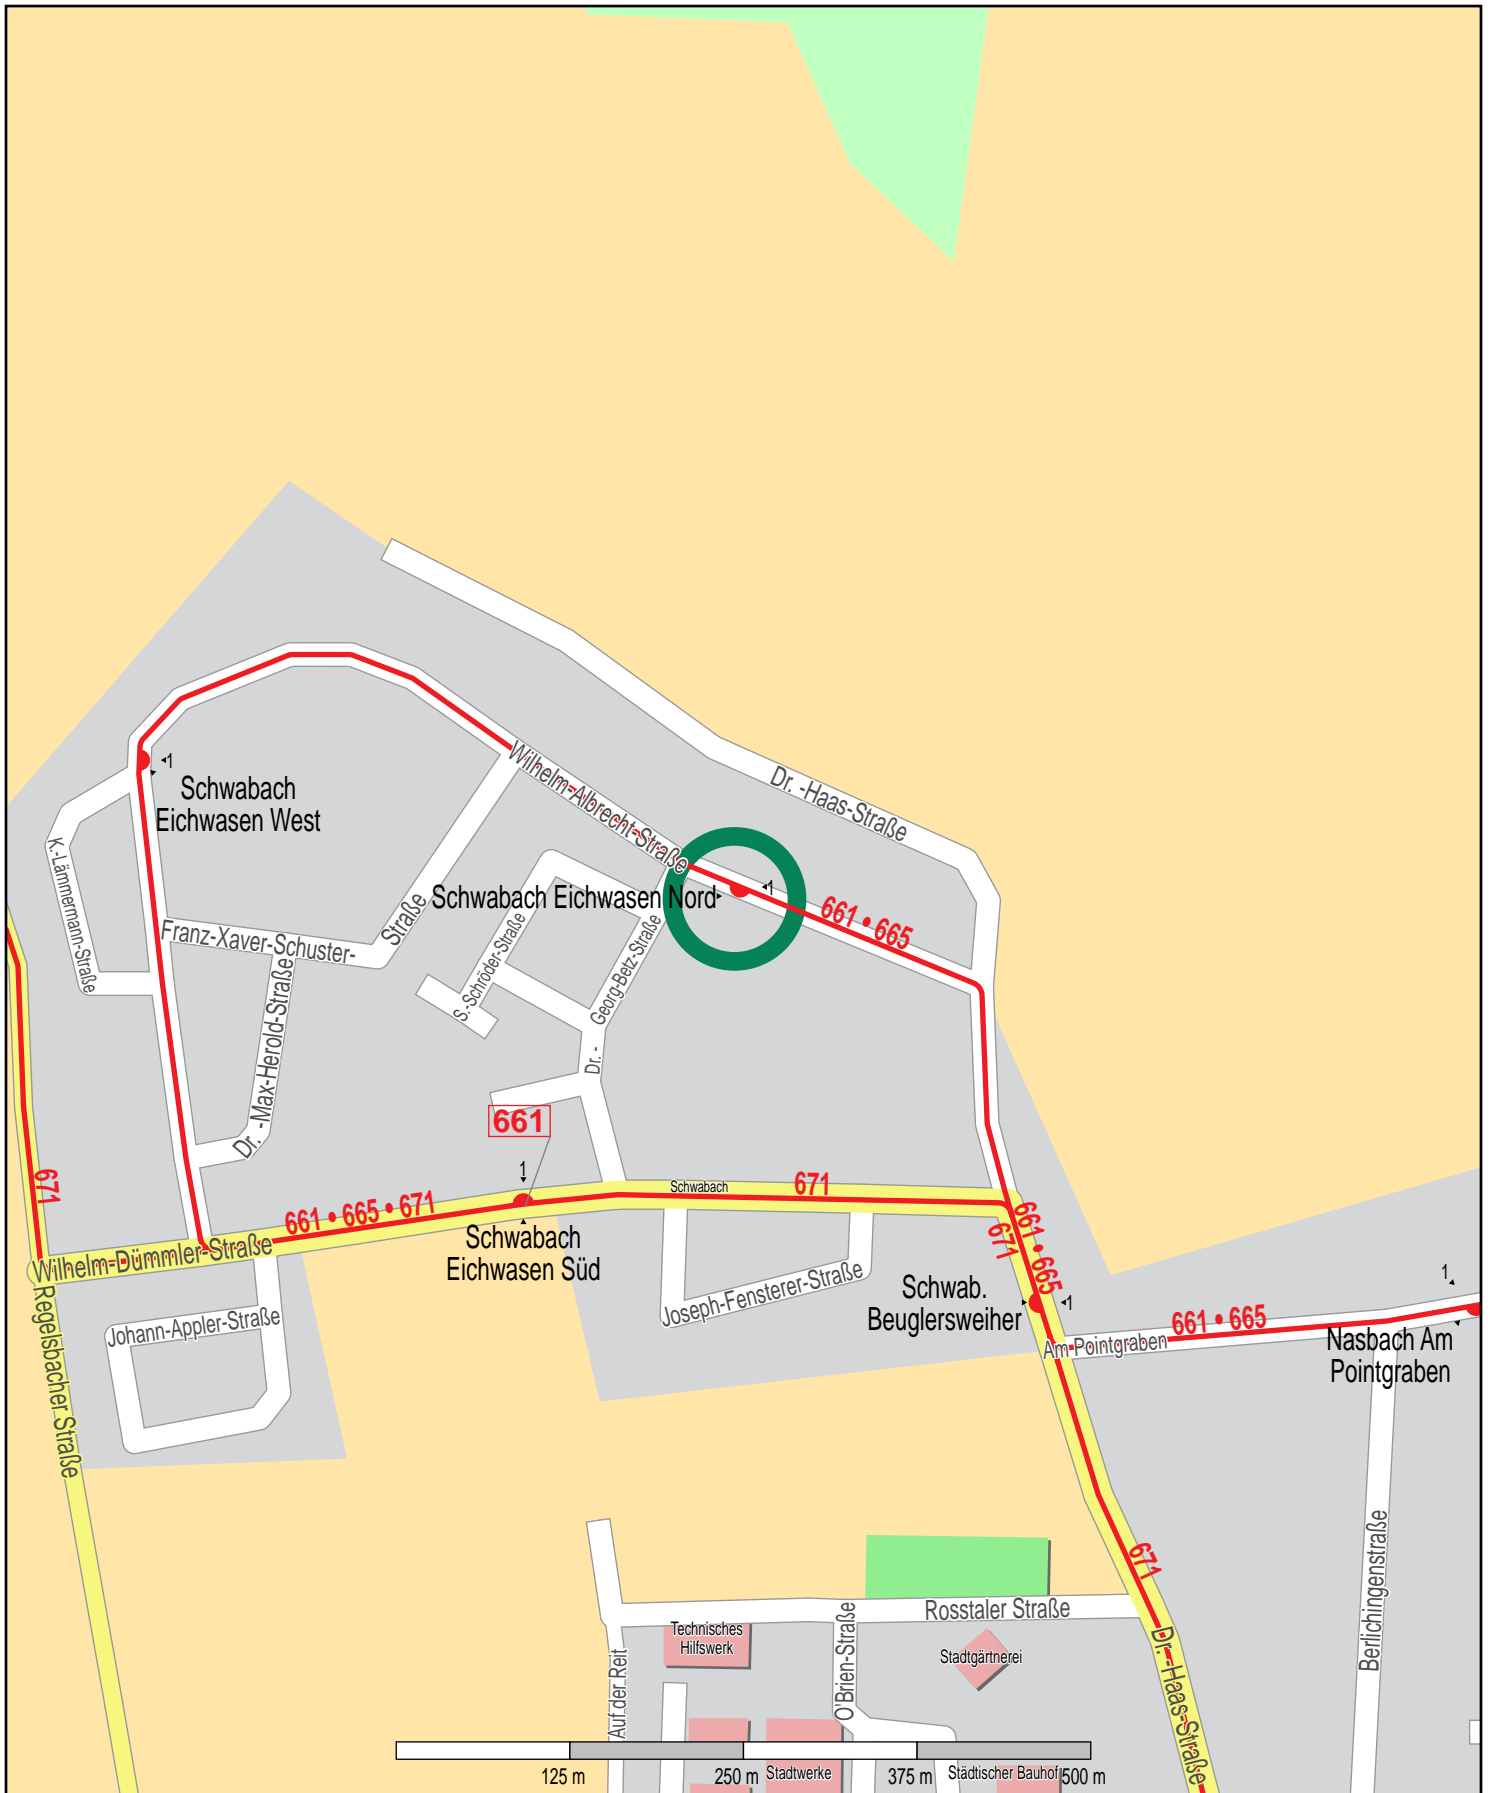 Dr. -Haas-Straße
Wilhelm-Albrecht-Straße
1
Schwabach
Eichwasen West
K.-Lämmermann-Straße
Schwabach Eichwasen Nord
1
661 • 665
Franz-Xaver-Schuster-
Straße
S.-Schröder-Straße
Georg-Betz-Straße
Dr. -
Dr. -Max-Herold-Straße
661
1
671
661 • 665 • 671
Schwabach
671
Schwabach
Eichwasen Süd
Wilhelm-Dümmler-Straße
661 • 665
671
Regelsbacher Straße
Johann-Appler-Straße
Joseph-Fensterer-Straße
Schwab.
Beuglersweiher
1
1
661 • 665
Am Pointgraben
Nasbach Am
Pointgraben
671
Berlichingenstraße
Rosstaler Straße
Technisches
Hilfswerk
Auf der Reit
O'Brien-Straße
Stadtgärtnerei
Dr. -Haas-Straße
125 m
250 m
Stadtwerke
375 m
Städtischer Bauhof
500 m